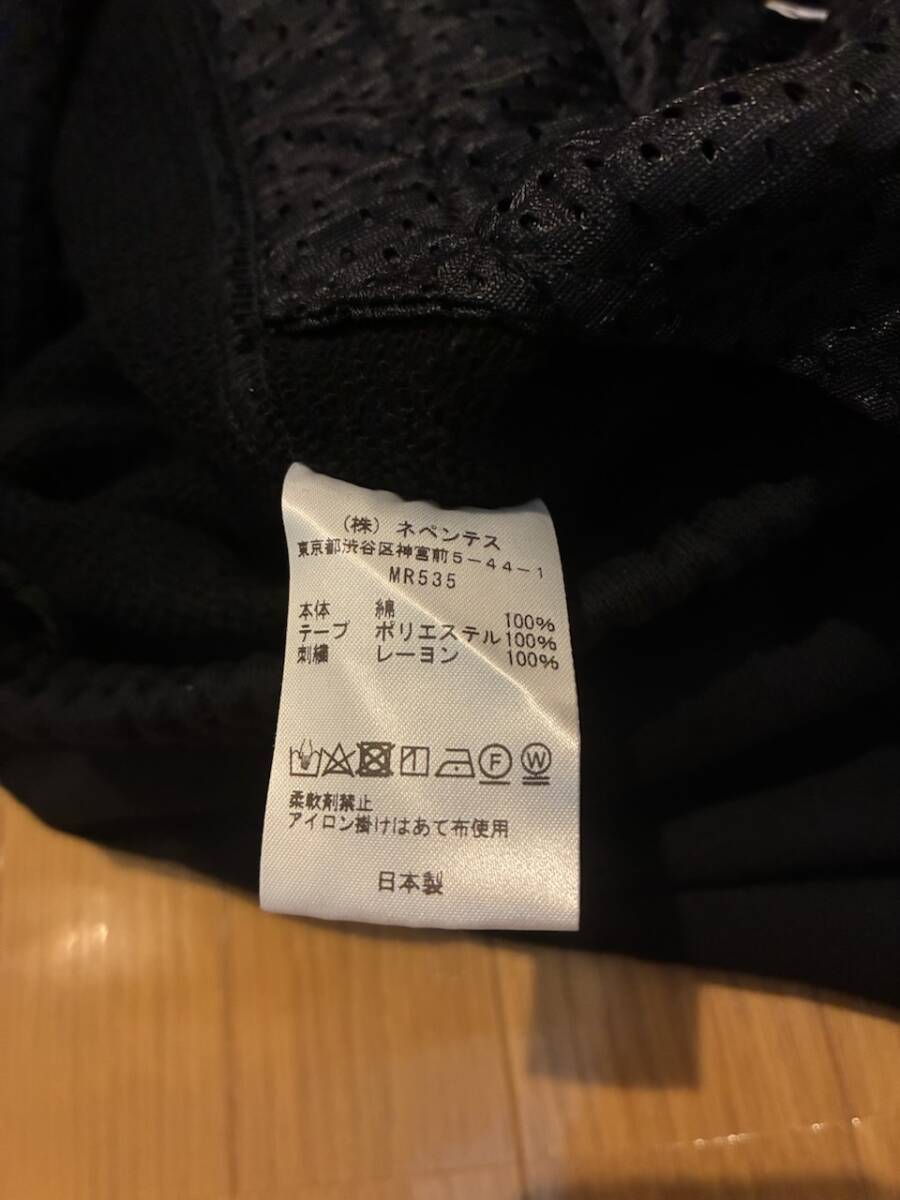 (株) ネペンテス
東京都渋谷区神宮前5-44-1
MR535
本体 綿 100%
テープ ポリエステル 100%
刺繍 レーヨン 100%
F W
柔軟剤禁止
アイロン掛けはあて布使用
日本製